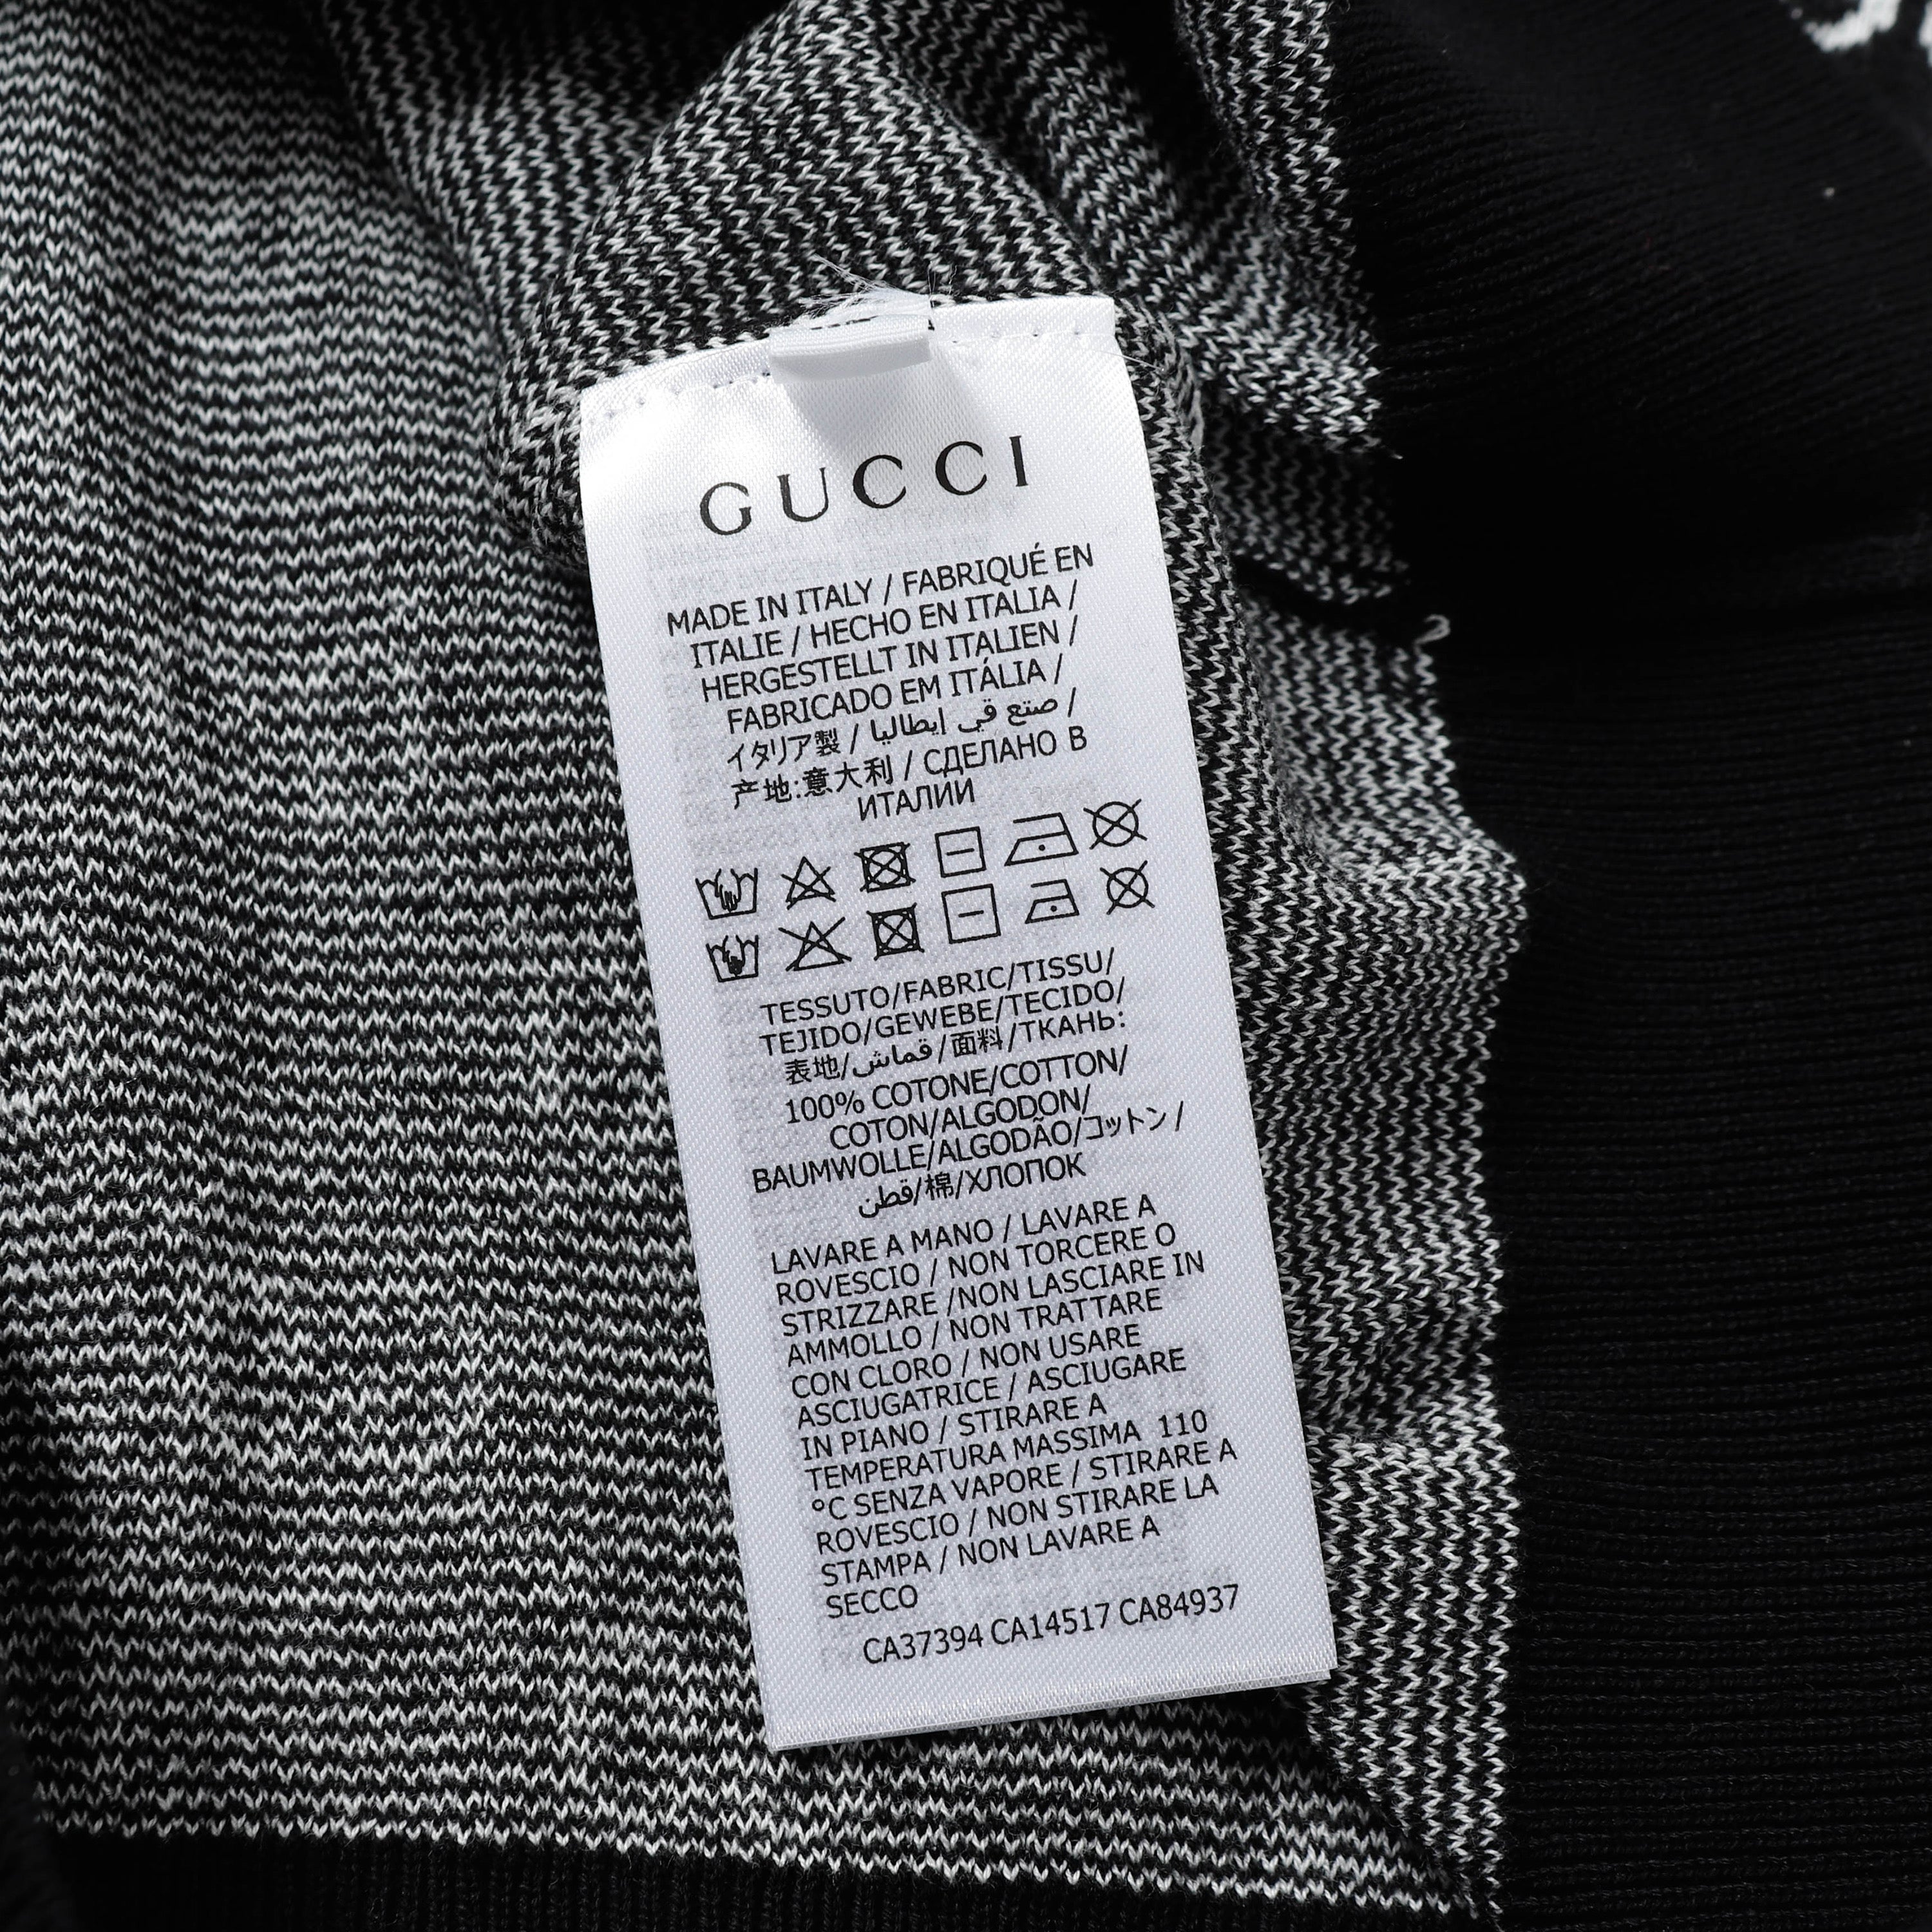 GUCCI
MADE IN ITALY / FABRIQUÉ EN
ITALIE / HECHO EN ITALIA /
HERGESTELLT IN ITALIEN /
FABRICADO EM ITÁLIA /
イタリア製 / صنع في ايطاليا /
产地:意大利 / СДЕЛАНО В
ИТАЛИИ
TESSUTO/FABRIC/TISSU/
TEJIDO/GEWEBE/TECIDO/
表地/قماش/面料/ТКАНЬ:
100% COTONE/COTTON/
COTON/ALGODON/
BAUMWOLLE/ALGODÃO/コットン/
قطن/棉/ХЛОПОК
LAVARE A MANO / LAVARE A
ROVESCIO / NON TORCERE O
STRIZZARE /NON LASCIARE IN
AMMOLLO / NON TRATTARE
CON CLORO / NON USARE
ASCIUGATRICE / ASCIUGARE
IN PIANO / STIRARE A
TEMPERATURA MASSIMA 110
°C SENZA VAPORE / STIRARE A
ROVESCIO / NON STIRARE LA
STAMPA / NON LAVARE A
SECCO
CA37394 CA14517 CA84937